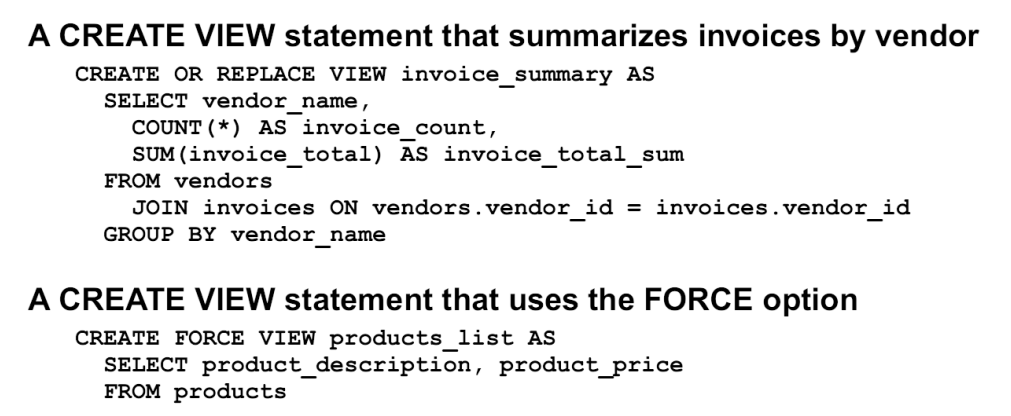 A CREATE VIEW statement that summarizes invoices by vendor
CREATE OR REPLACE VIEW invoice_summary AS
SELECT vendor_name,
COUNT(*) AS invoice_count,
SUM(invoice_total) AS invoice_total_sum
FROM vendors
JOIN invoices ON vendors.vendor_id = invoices.vendor_id
GROUP BY vendor_name
A CREATE VIEW statement that uses the FORCE option
CREATE FORCE VIEW products_list AS
SELECT product_description, product_price
FROM products